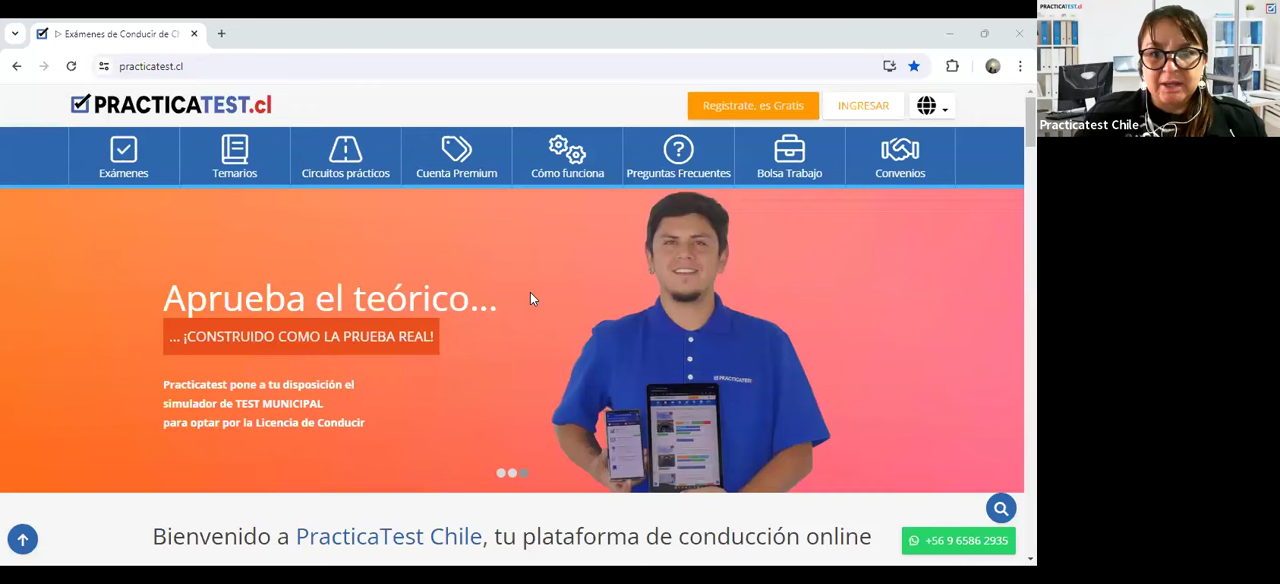 Exámenes de Conducir de C
practicatest.cl
PRACTICATEST.cl
Regístrate, es Gratis
INGRESAR
Exámenes
Temarios
Circuitos prácticos
Cuenta Premium
Cómo funciona
Preguntas Frecuentes
Bolsa Trabajo
Convenios
Aprueba el teórico...
... ¡CONSTRUIDO COMO LA PRUEBA REAL!
Practicatest pone a tu disposición el
simulador de TEST MUNICIPAL
para optar por la Licencia de Conducir
PRACTICATEST
Bienvenido a PracticaTest Chile, tu plataforma de conducción online
+56 9 6586 2935
PRACTICATEST.cl
Practicatest Chile